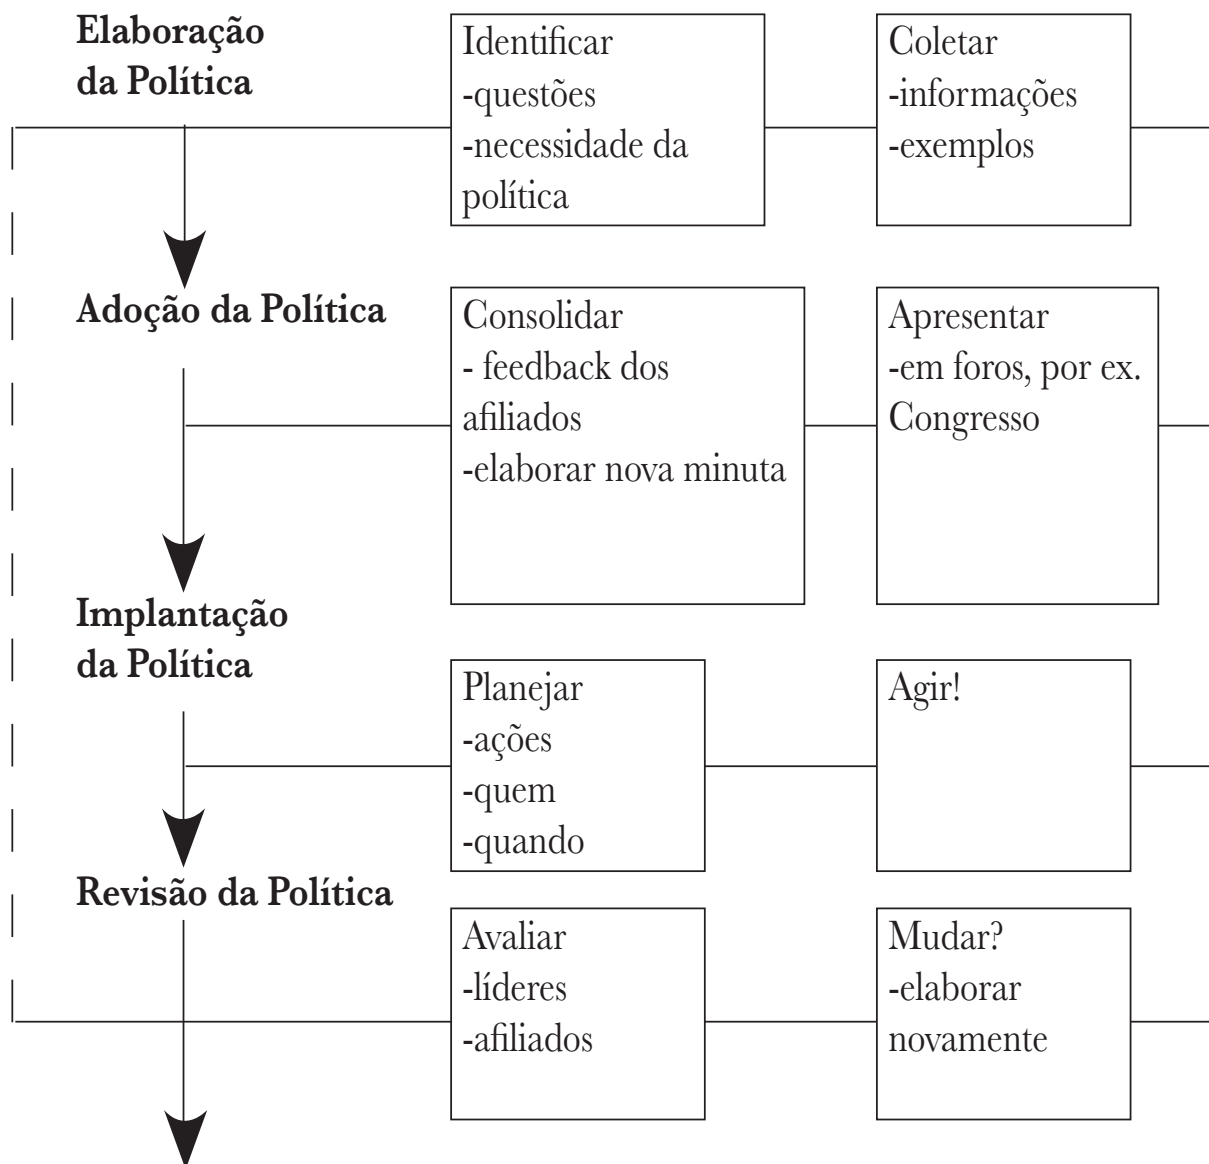 Elaboração
da Política
Identificar
-questões
-necessidade da
política
Coletar
-informações
-exemplos
Adoção da Política
Consolidar
- feedback dos
afiliados
-elaborar nova minuta
Apresentar
-em foros, por ex.
Congresso
Implantação
da Política
Planejar
-ações
-quem
-quando
Agir!
Revisão da Política
Avaliar
-líderes
-afiliados
Mudar?
-elaborar
novamente